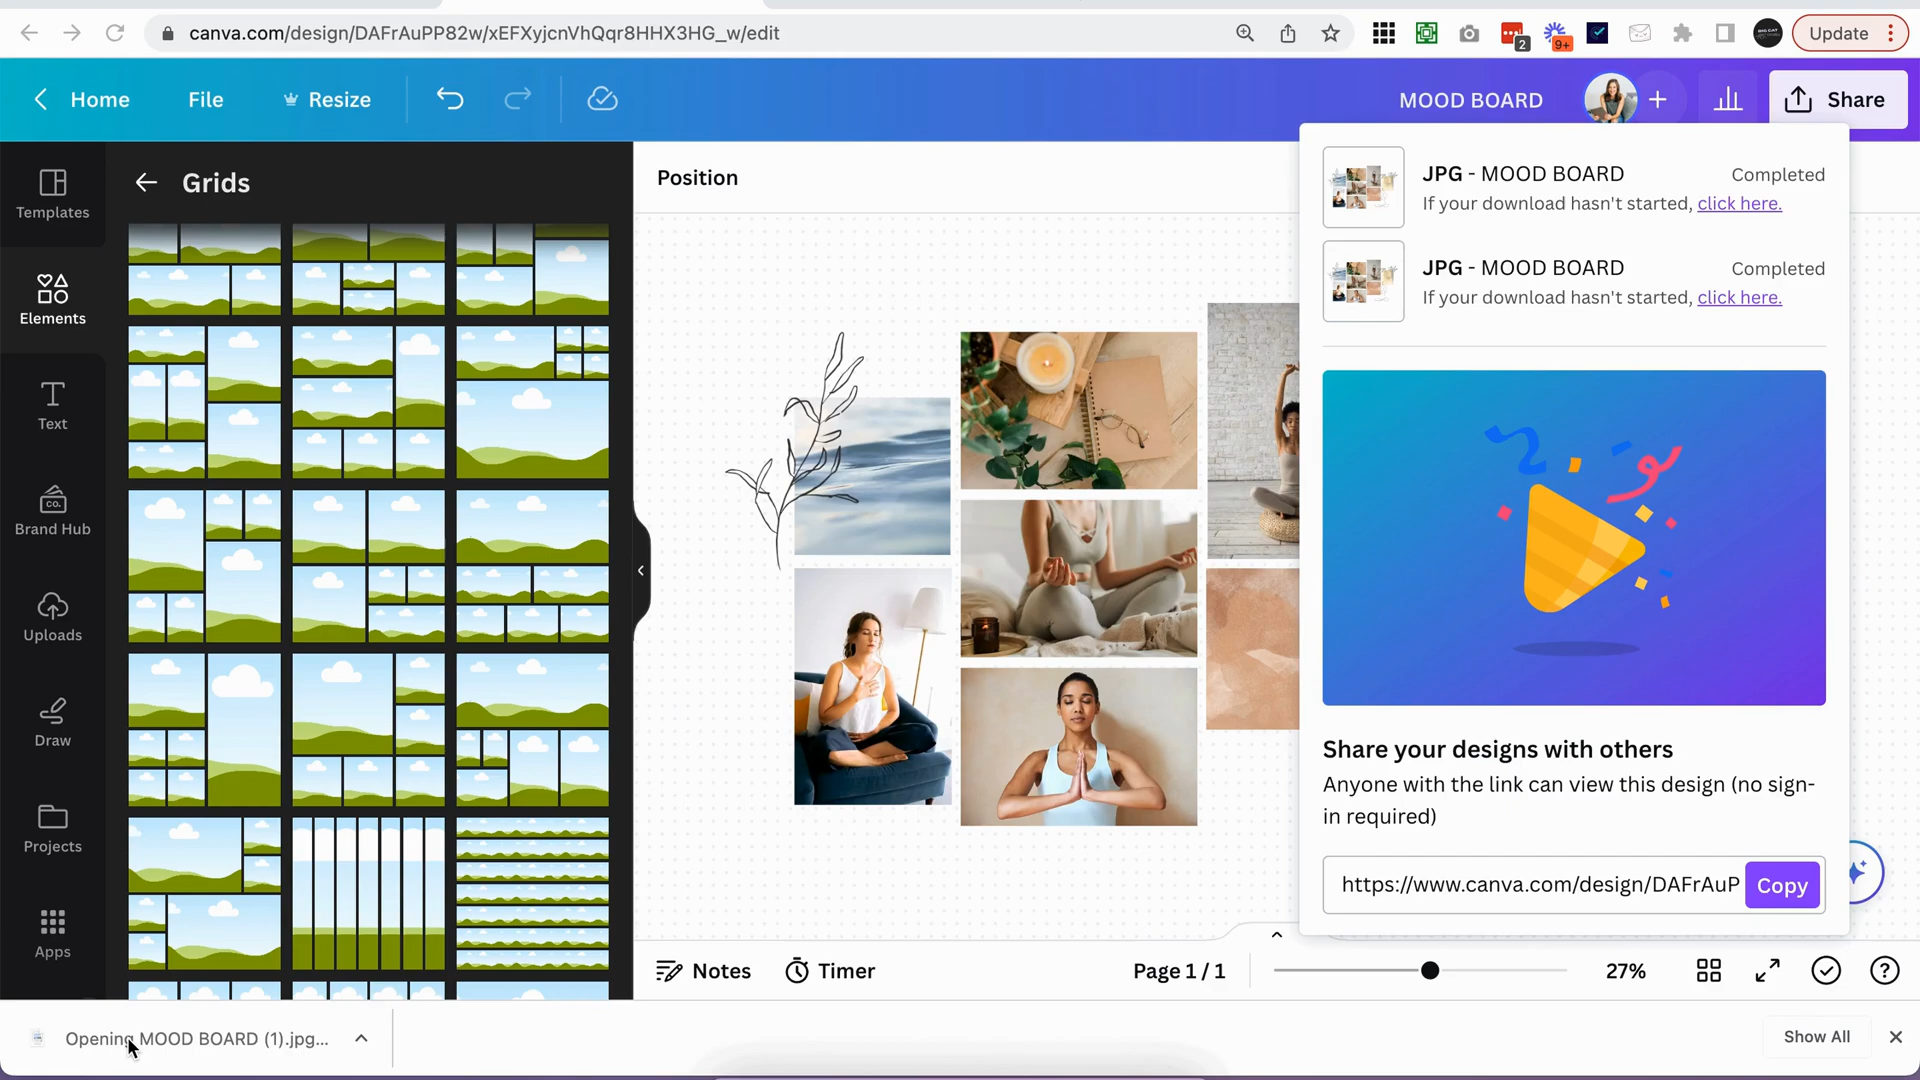 canva.com/design/DAFrAuPP82w/xEFXyjcnVhQqr8HHX3HG_w/edit
2
9+
Update
Home
File
Resize
MOOD BOARD
Share
Templates
Elements
Text
CO.
Brand Hub
Uploads
Draw
Projects
Apps
Grids
Position
JPG - MOOD BOARD
Completed
If your download hasn't started, click here.
JPG - MOOD BOARD
Completed
If your download hasn't started, click here.
Share your designs with others
Anyone with the link can view this design (no sign-
in required)
https://www.canva.com/design/DAFrAuP
Copy
Notes
Timer
Page 1 / 1
27%
Opening MOOD BOARD (1).jpg...
Show All